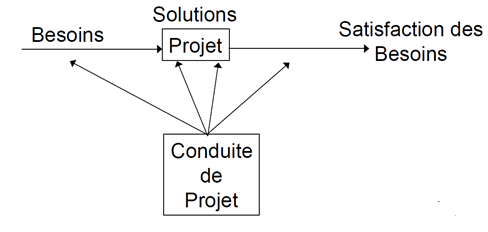 Solutions
Besoins
Projet
Satisfaction des
Besoins
Conduite
de
Projet